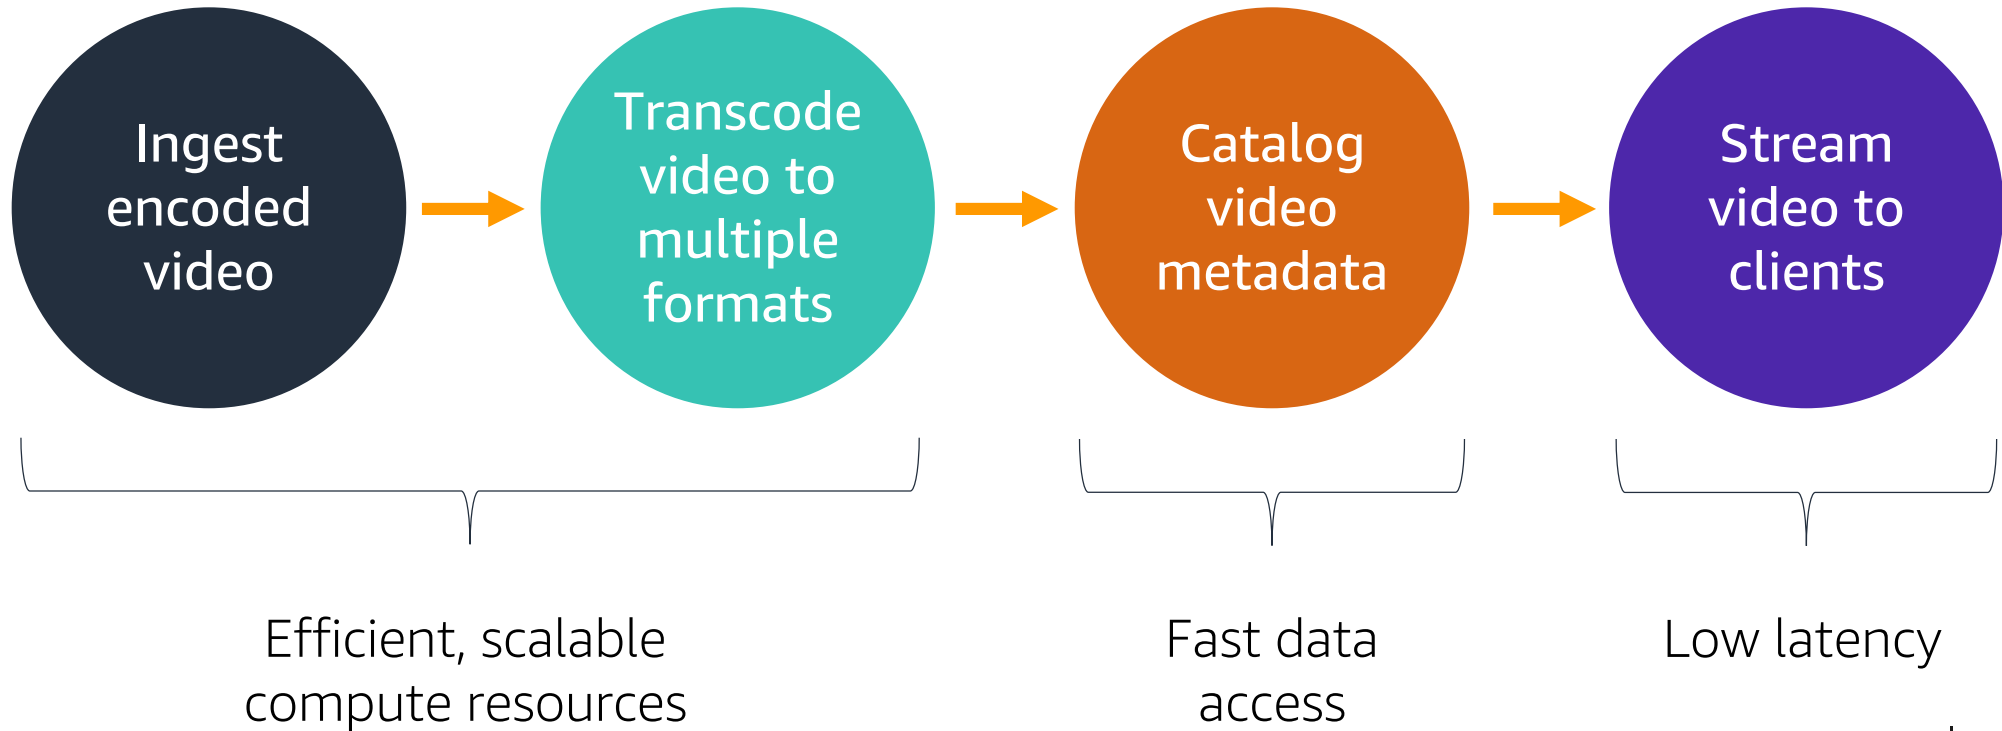 Ingest
encoded
video
Transcode
video to
multiple
formats
Catalog
video
metadata
Stream
video to
clients
Efficient, scalable
compute resources
Fast data
access
Low latency